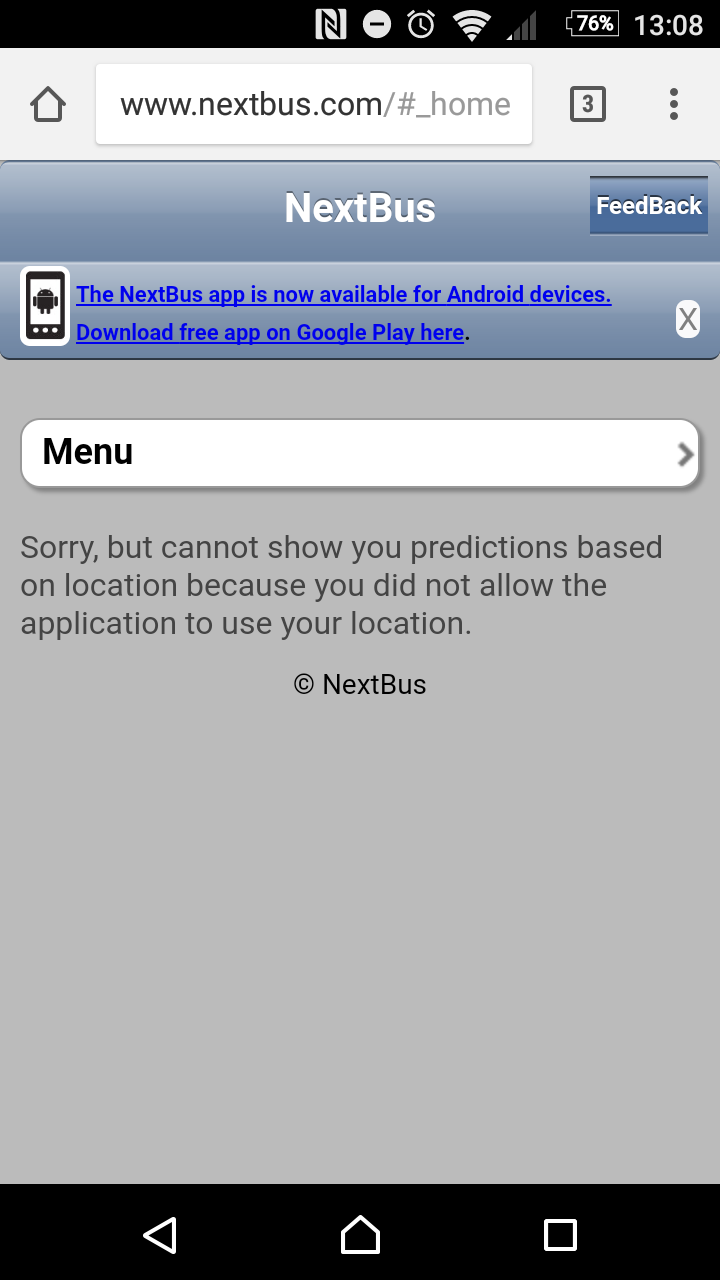 76% 13:08
www.nextbus.com/#_home 3
NextBus
FeedBack
The NextBus app is now available for Android devices.
Download free app on Google Play here.
X
Menu
Sorry, but cannot show you predictions based
on location because you did not allow the
application to use your location.
© NextBus